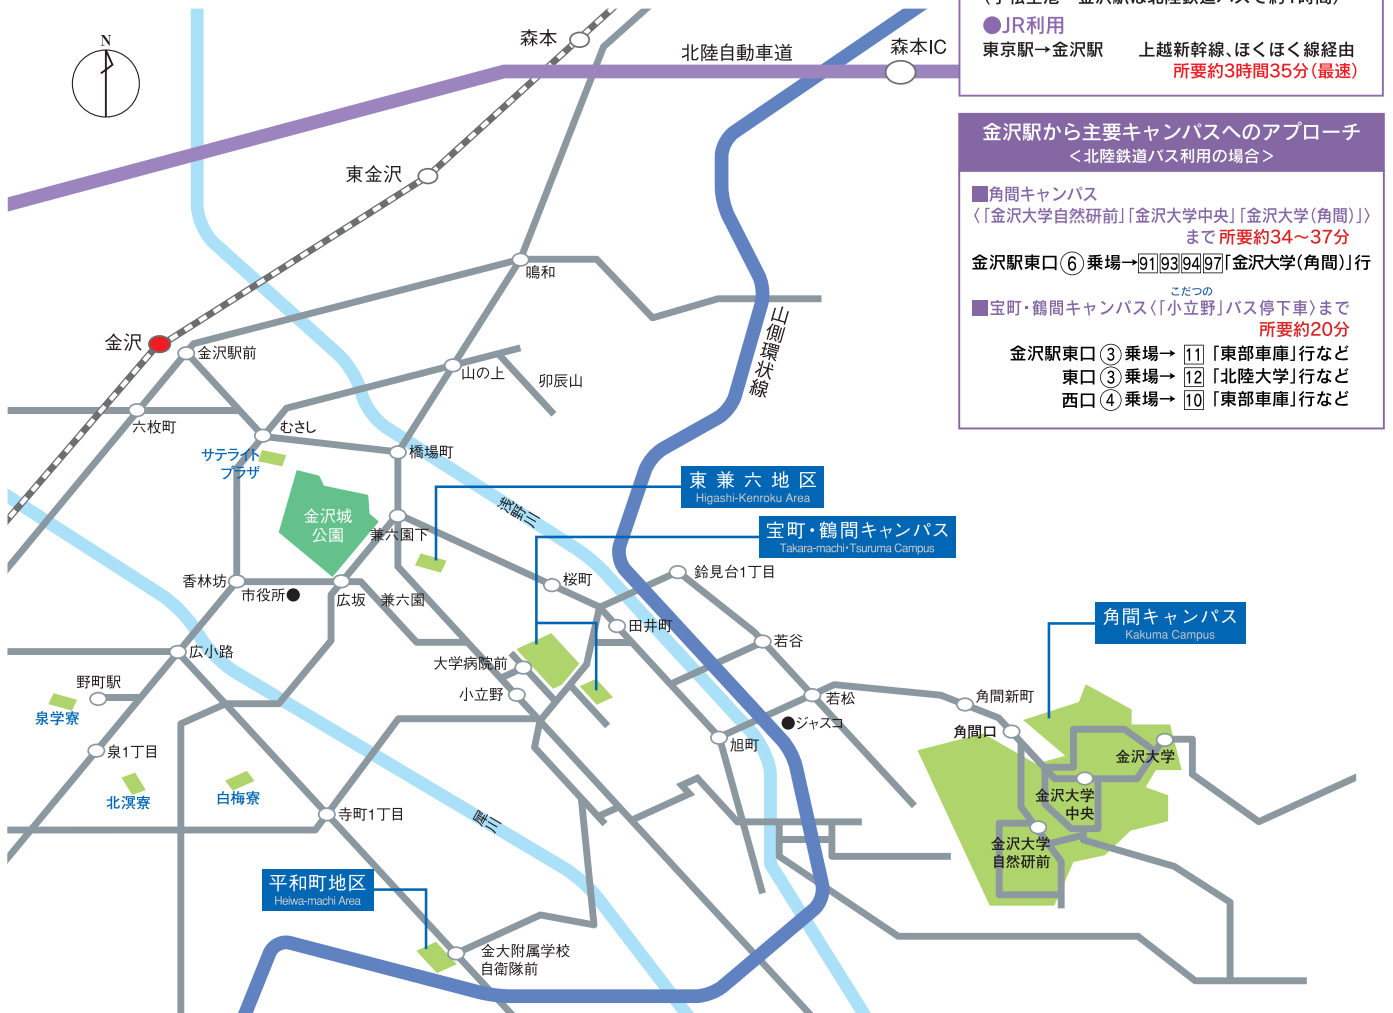 ●JR利用
東京駅→金沢駅　上越新幹線、ほくほく線経由
所要約3時間35分(最速)
金沢駅から主要キャンパスへのアプローチ
＜北陸鉄道バス利用の場合＞
■角間キャンパス
〈「金沢大学自然研前」「金沢大学中央」「金沢大学(角間)」〉
まで 所要約34～37分
金沢駅東口⑥乗場→91 93 94 97「金沢大学(角間)」行
こだつの
■宝町・鶴間キャンパス〈「小立野」バス停下車〉まで
所要約20分
金沢駅東口③乗場→ 11「東部車庫」行など
東口③乗場→ 12「北陸大学」行など
西口④乗場→ 10「東部車庫」行など
N
森本
北陸自動車道
森本IC
東金沢
鳴和
金沢
金沢駅前
山側環状線
山の上
卯辰山
六枚町
むさし
サテライト
プラザ
橋場町
東兼六地区
Higashi-Kenroku Area
浅野川
金沢城
公園
兼六園下
宝町・鶴間キャンパス
Takara-machi・Tsuruma Campus
香林坊
市役所●
広坂
兼六園
桜町
鈴見台1丁目
田井町
若谷
角間キャンパス
Kakuma Campus
広小路
大学病院前
小立野
野町駅
泉学寮
若松
●ジャスコ
角間新町
角間口
旭町
泉1丁目
北溟寮
白梅寮
寺町1丁目
犀川
金沢大学
金沢大学
中央
金沢大学
自然研前
平和町地区
Heiwa-machi Area
金大附属学校
自衛隊前